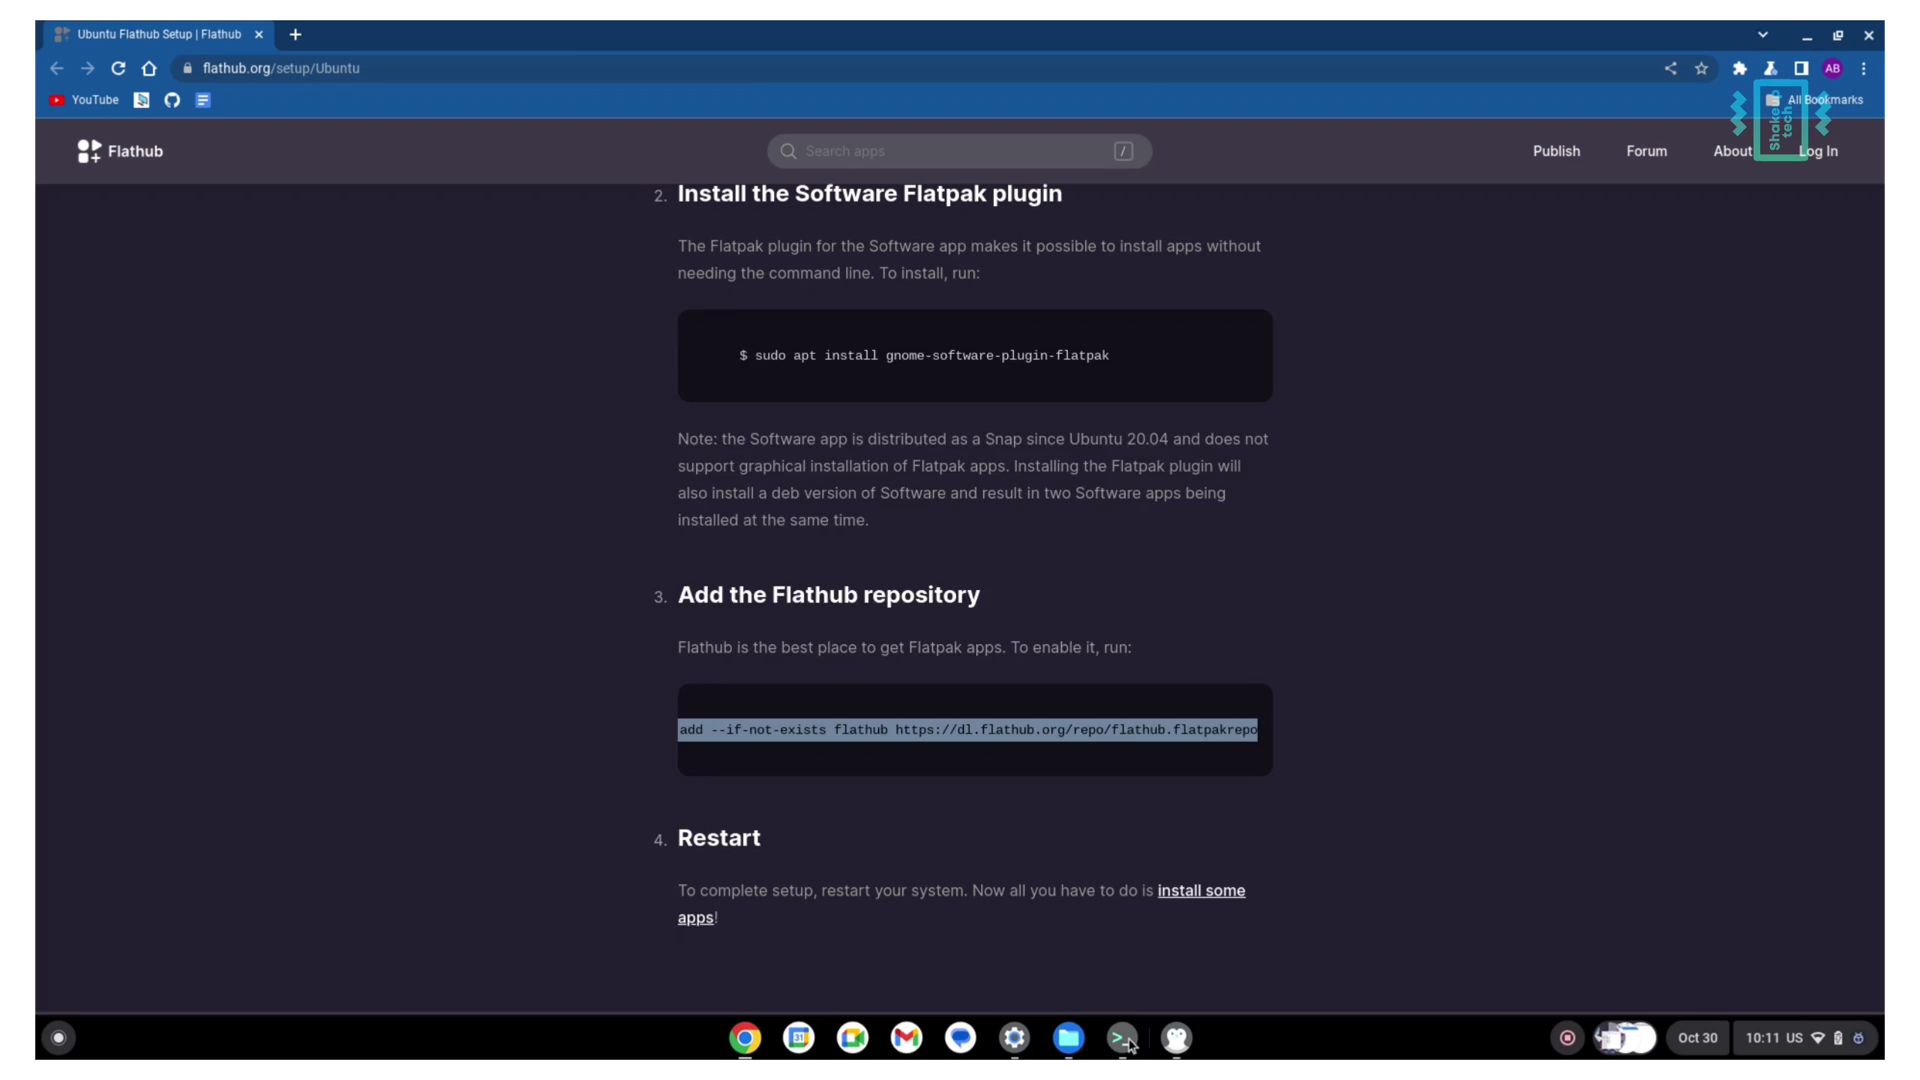 Ubuntu Flathub Setup | Flathub
flathub.org/setup/Ubuntu
AB
YouTube
All Bookmarks
Shake
tech
Flathub
Search apps
/
Publish
Forum
About
Log In
2. Install the Software Flatpak plugin
The Flatpak plugin for the Software app makes it possible to install apps without
needing the command line. To install, run:
$ sudo apt install gnome-software-plugin-flatpak
Note: the Software app is distributed as a Snap since Ubuntu 20.04 and does not
support graphical installation of Flatpak apps. Installing the Flatpak plugin will
also install a deb version of Software and result in two Software apps being
installed at the same time.
3. Add the Flathub repository
Flathub is the best place to get Flatpak apps. To enable it, run:
add --if-not-exists flathub https://dl.flathub.org/repo/flathub.flatpakrepo
4. Restart
To complete setup, restart your system. Now all you have to do is install some
apps!
31
>_
Oct 30
10:11 US